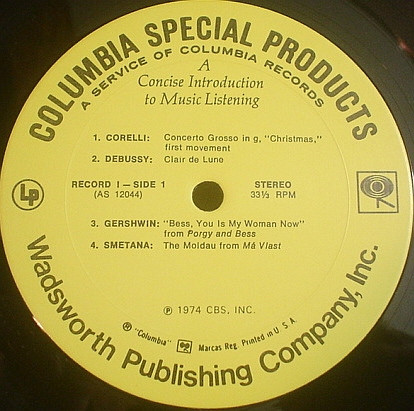 COLUMBIA SPECIAL PRODUCTS
A SERVICE OF COLUMBIA RECORDS
A
Concise Introduction
to Music Listening
1. CORELLI: Concerto Grosso in g, "Christmas,"
first movement
2. DEBUSSY: Clair de Lune
RECORD I – SIDE 1 STEREO
(AS 12044) 33⅓ RPM
LP
3. GERSHWIN: "Bess, You Is My Woman Now"
from Porgy and Bess
4. SMETANA: The Moldau from Má Vlast
℗ 1974 CBS, INC.
® "Columbia" Marcas Reg. Printed in U. S. A.
Wadsworth Publishing Company, Inc.